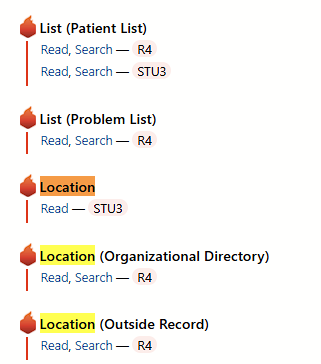 List (Patient List)
Read, Search — R4
Read, Search — STU3
List (Problem List)
Read, Search — R4
Location
Read — STU3
Location (Organizational Directory)
Read, Search — R4
Location (Outside Record)
Read, Search — R4